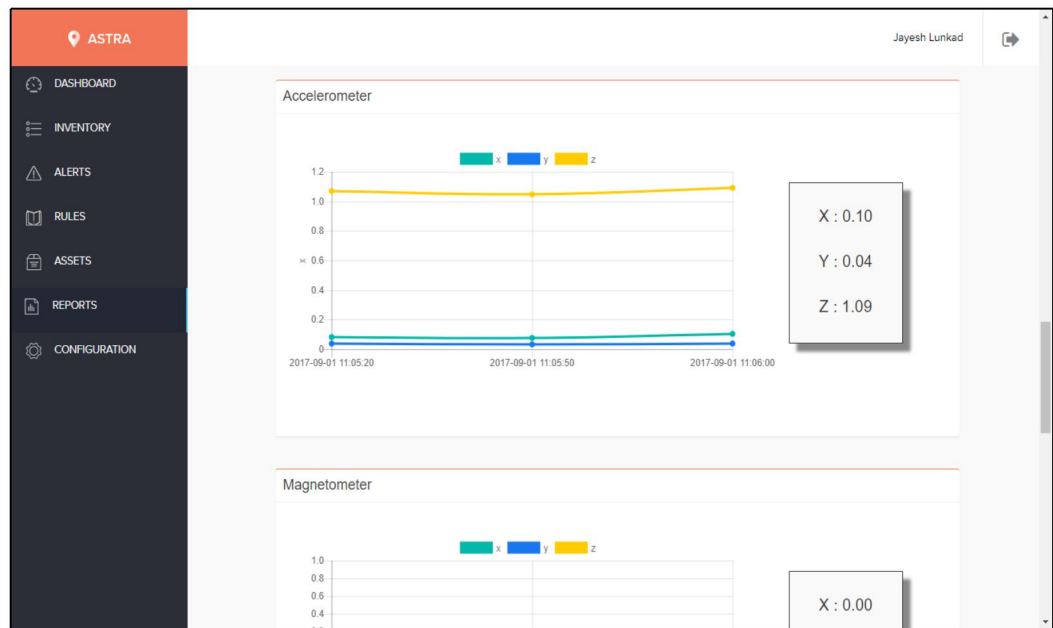 ASTRA
Jayesh Lunkad
DASHBOARD
INVENTORY
ALERTS
RULES
ASSETS
REPORTS
CONFIGURATION
Accelerometer
x y z
1.2
1.0
0.8
0.6
0.4
0.2
0
x
2017-09-01 11:05:20 2017-09-01 11:05:50 2017-09-01 11:06:00
X : 0.10
Y : 0.04
Z : 1.09
Magnetometer
x y z
1.0
0.8
0.6
0.4
X : 0.00